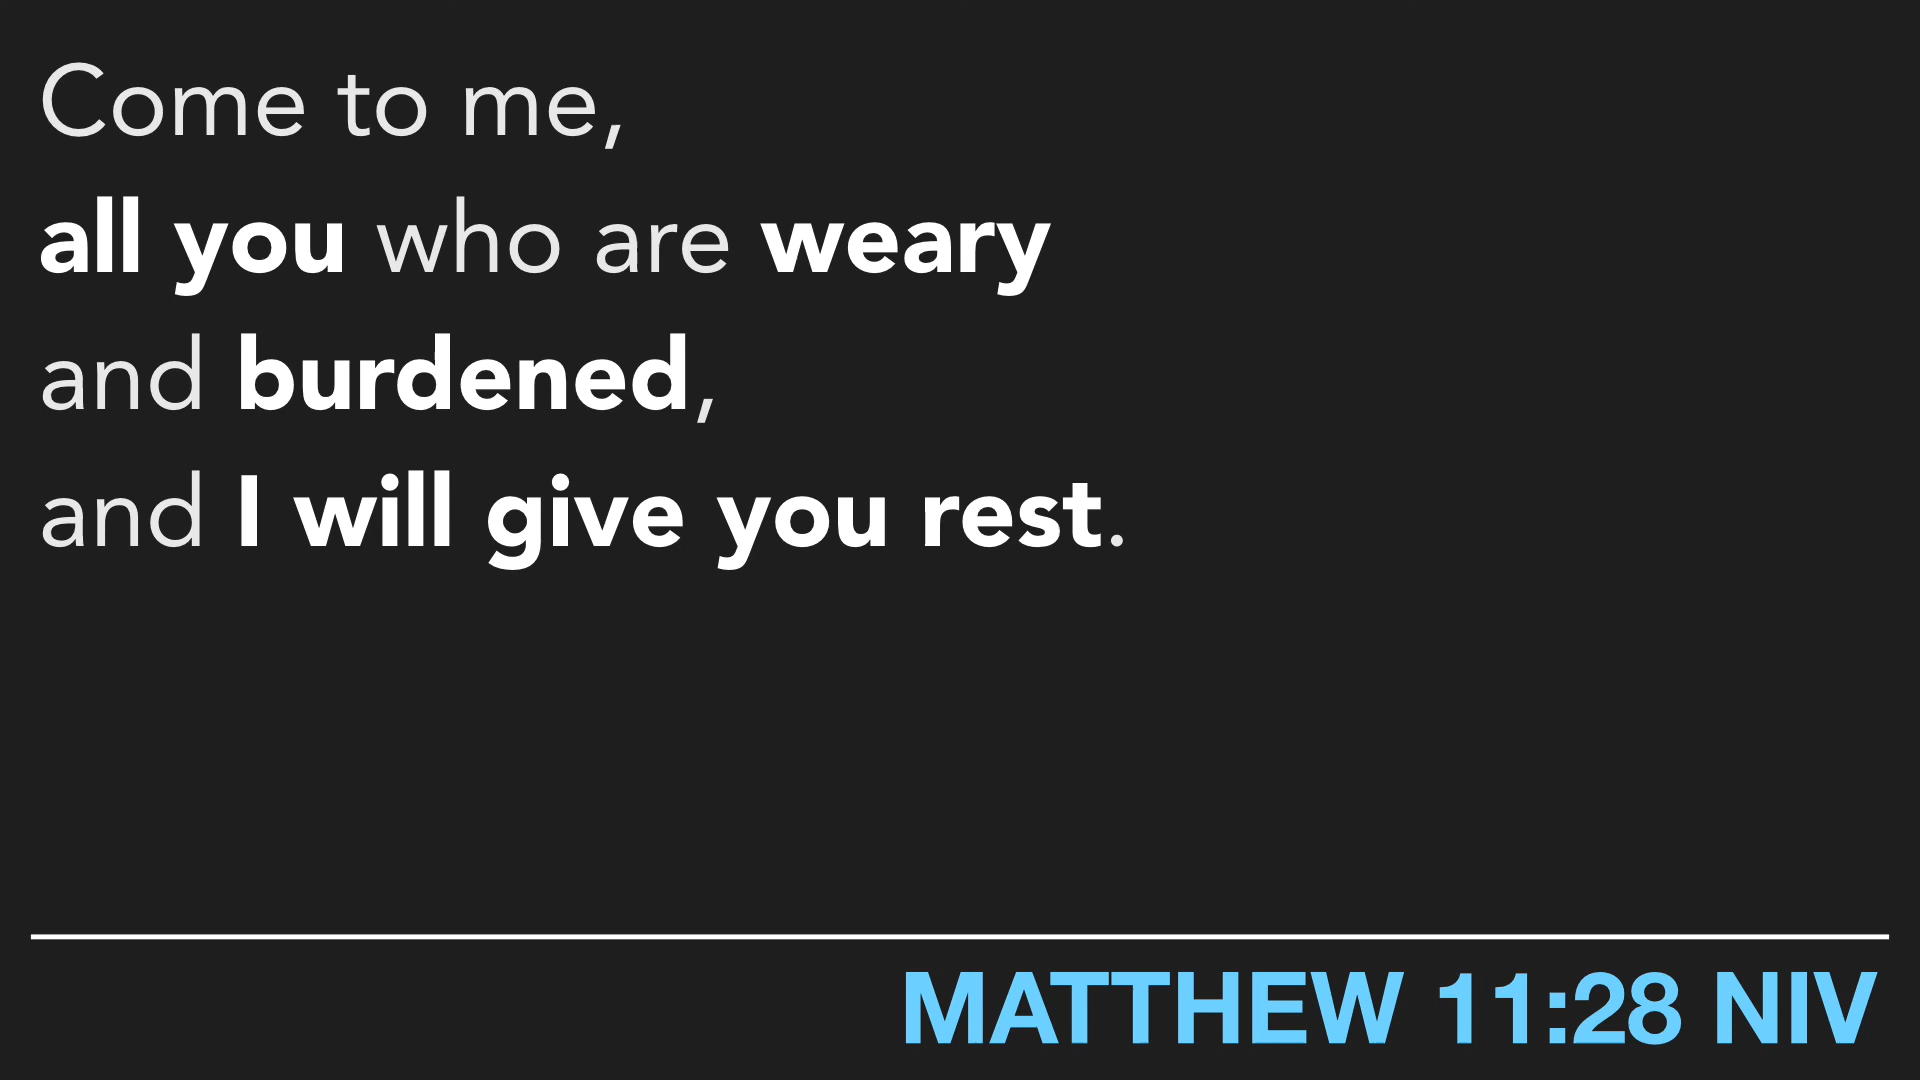 Come to me,
all you who are weary
and burdened,
and I will give you rest.
MATTHEW 11:28 NIV